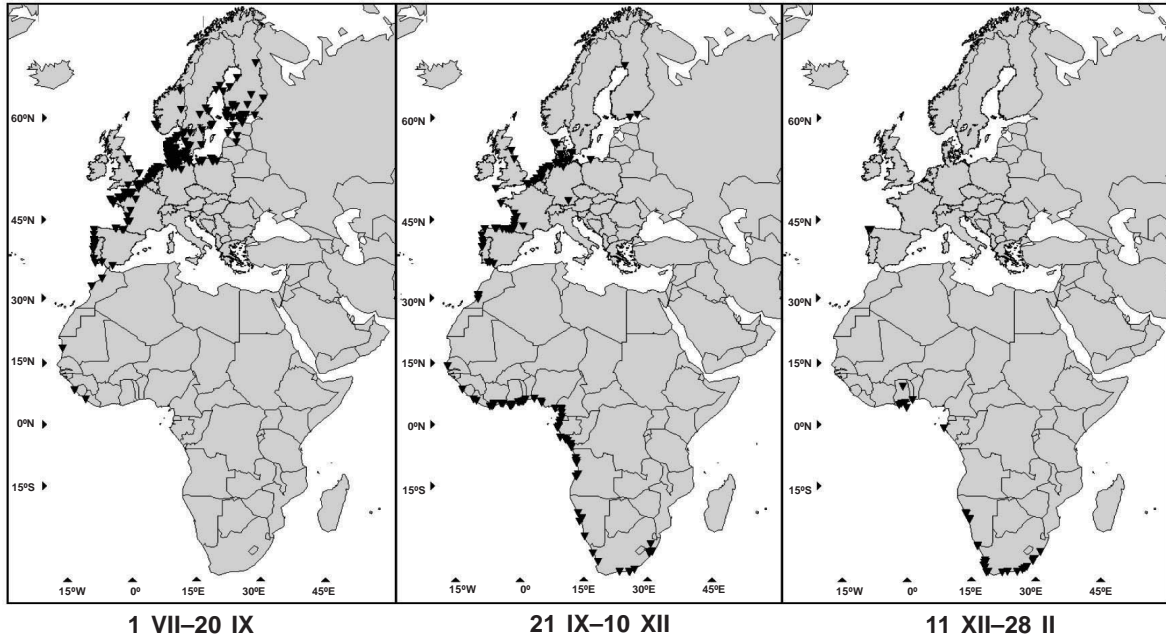 60ºN
45ºN
30ºN
15ºN
0ºN
15ºS
15ºW 0º 15ºE 30ºE 45ºE
1 VII–20 IX
60ºN
45ºN
30ºN
15ºN
0ºN
15ºS
15ºW 0º 15ºE 30ºE 45ºE
21 IX–10 XII
60ºN
45ºN
30ºN
15ºN
0ºN
15ºS
15ºW 0º 15ºE 30ºE 45ºE
11 XII–28 II